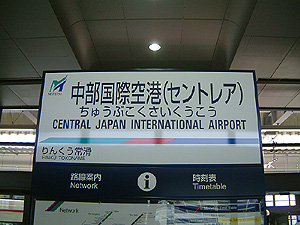 中部国際空港(セントレア)
ちゅうぶこくさいくうこう
CENTRAL JAPAN INTERNATIONAL AIRPORT
りんくう常滑
RINKU TOKONAME
路線案内
Network
i
時刻表
Timetable
Network